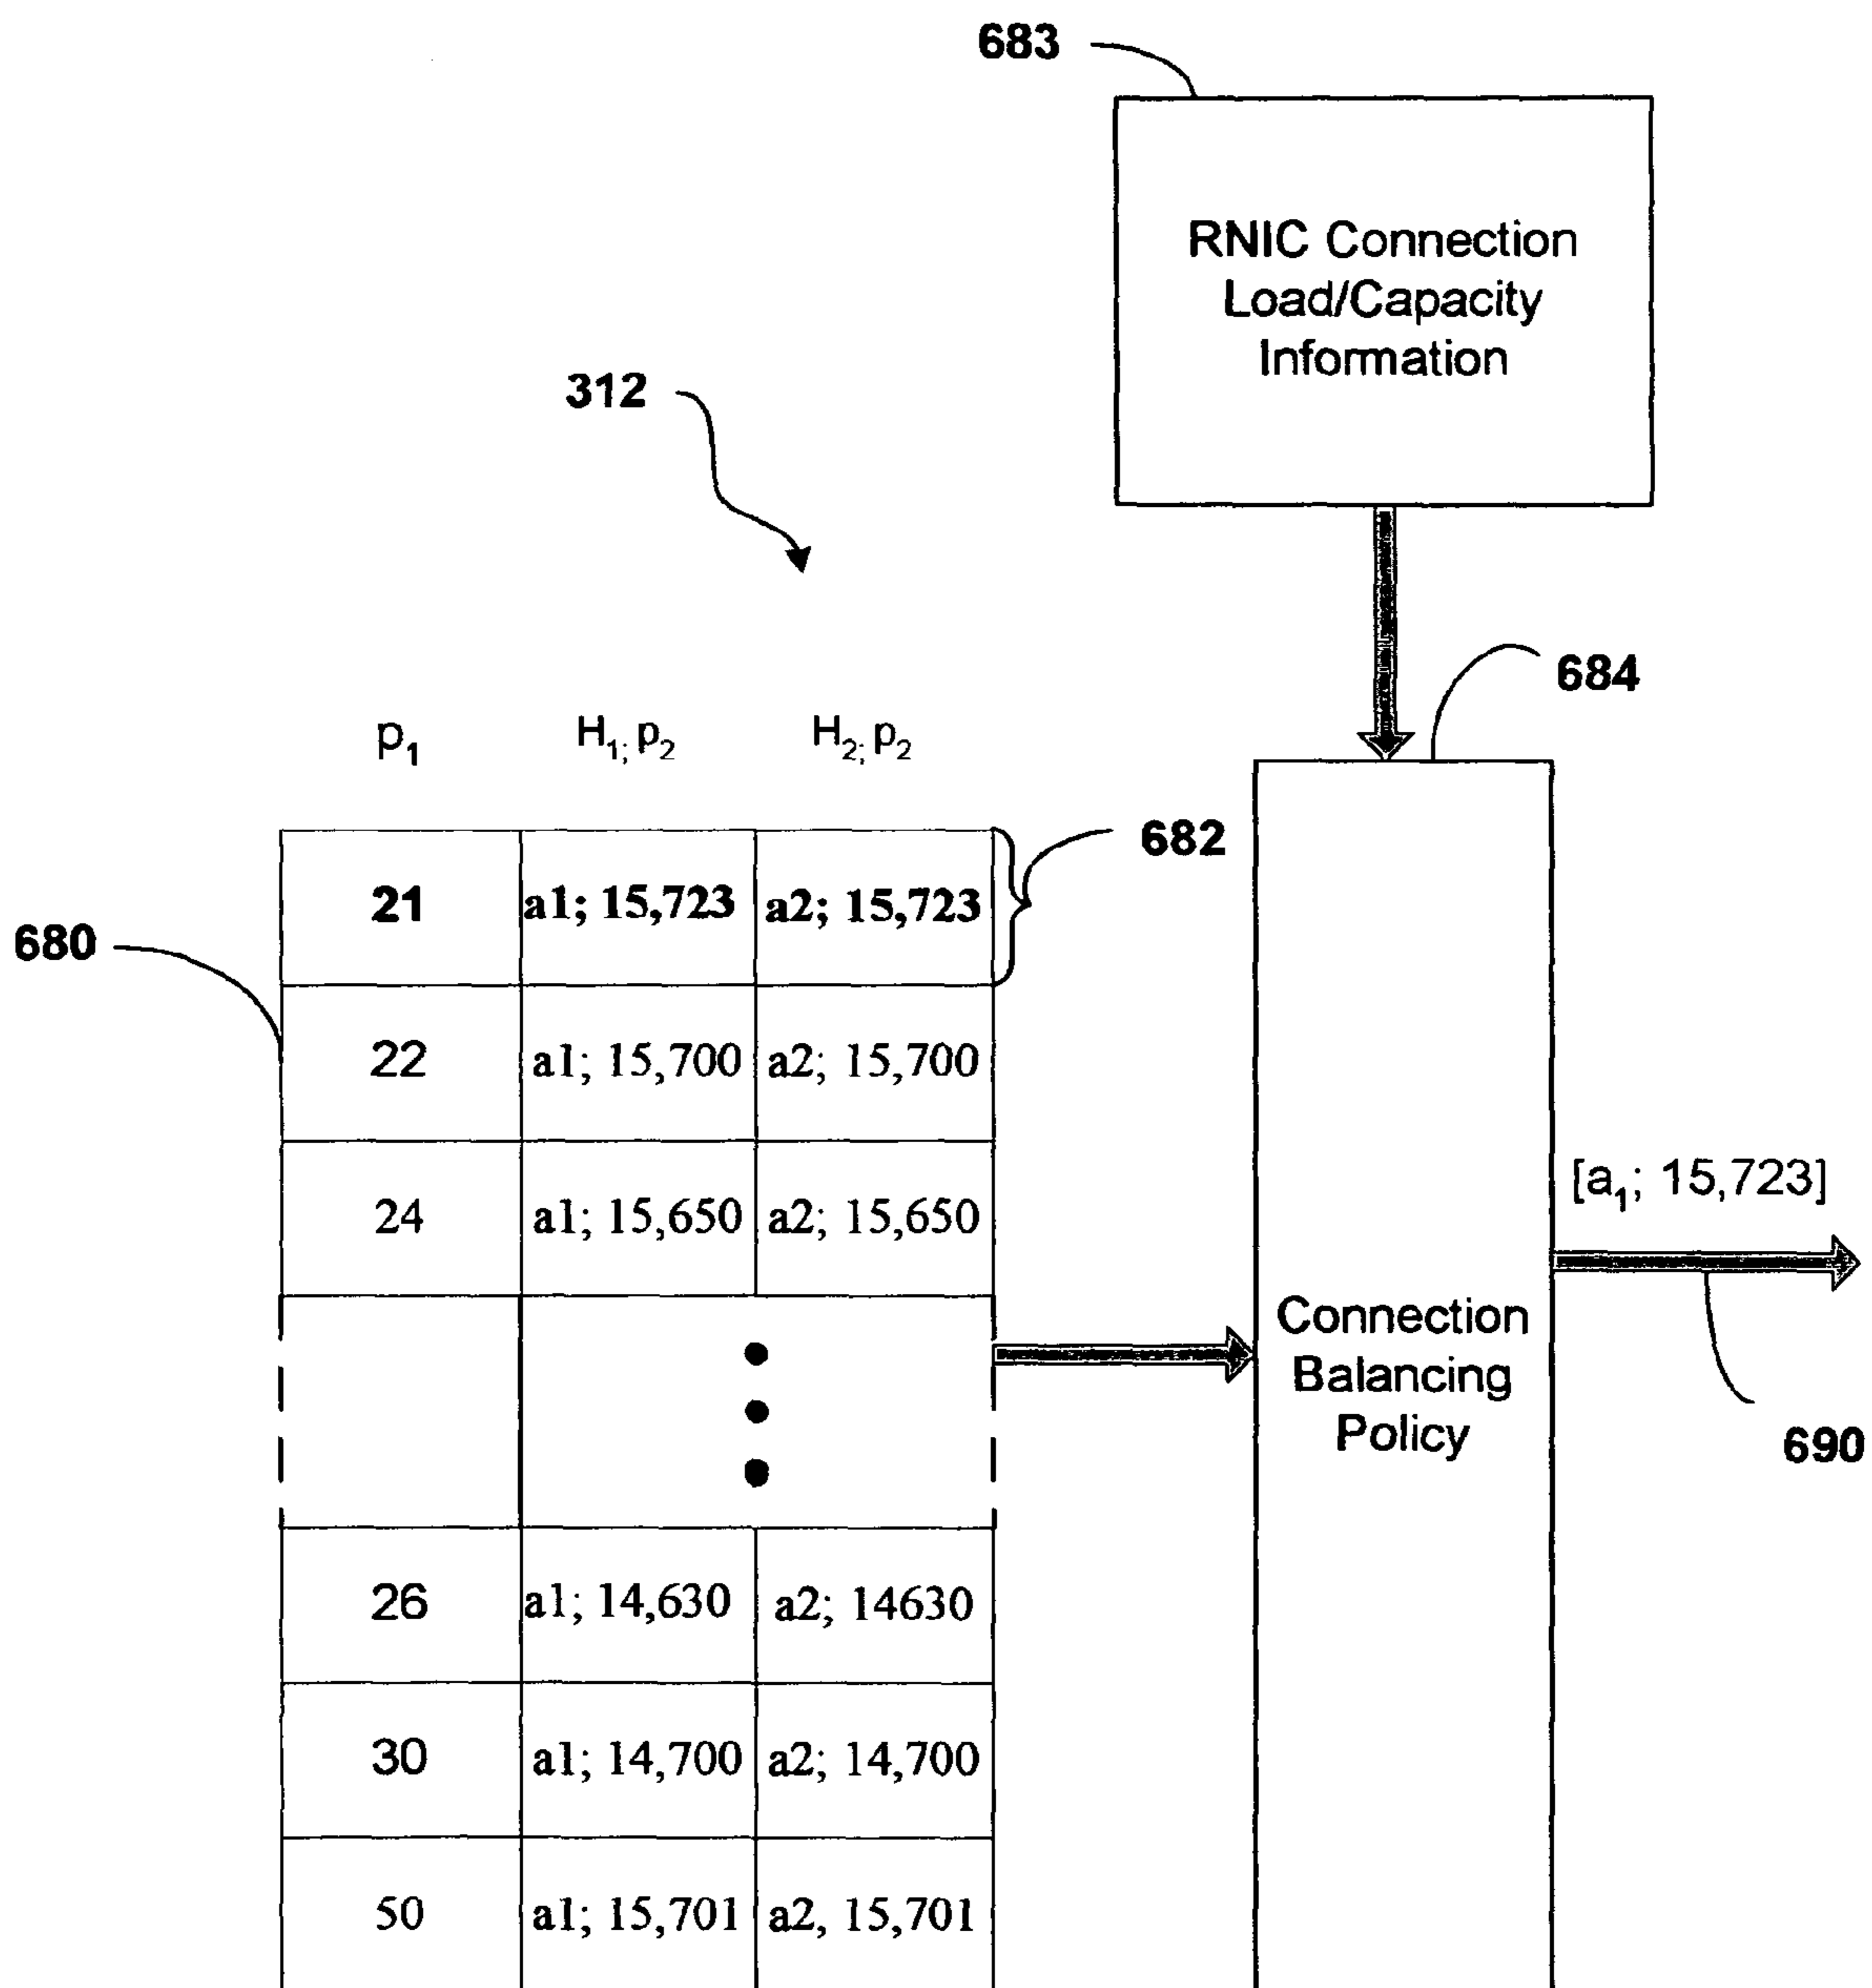 683
RNIC Connection
Load/Capacity
Information
312
684
p₁ H₁; p₂ H₂; p₂
682
21 a1; 15,723 a2; 15,723
680
22 a1; 15,700 a2; 15,700
24 a1; 15,650 a2; 15,650
[a₁; 15,723]
Connection
Balancing
Policy
690
26 a1; 14,630 a2; 14630
30 a1; 14,700 a2; 14,700
50 a1; 15,701 a2, 15,701